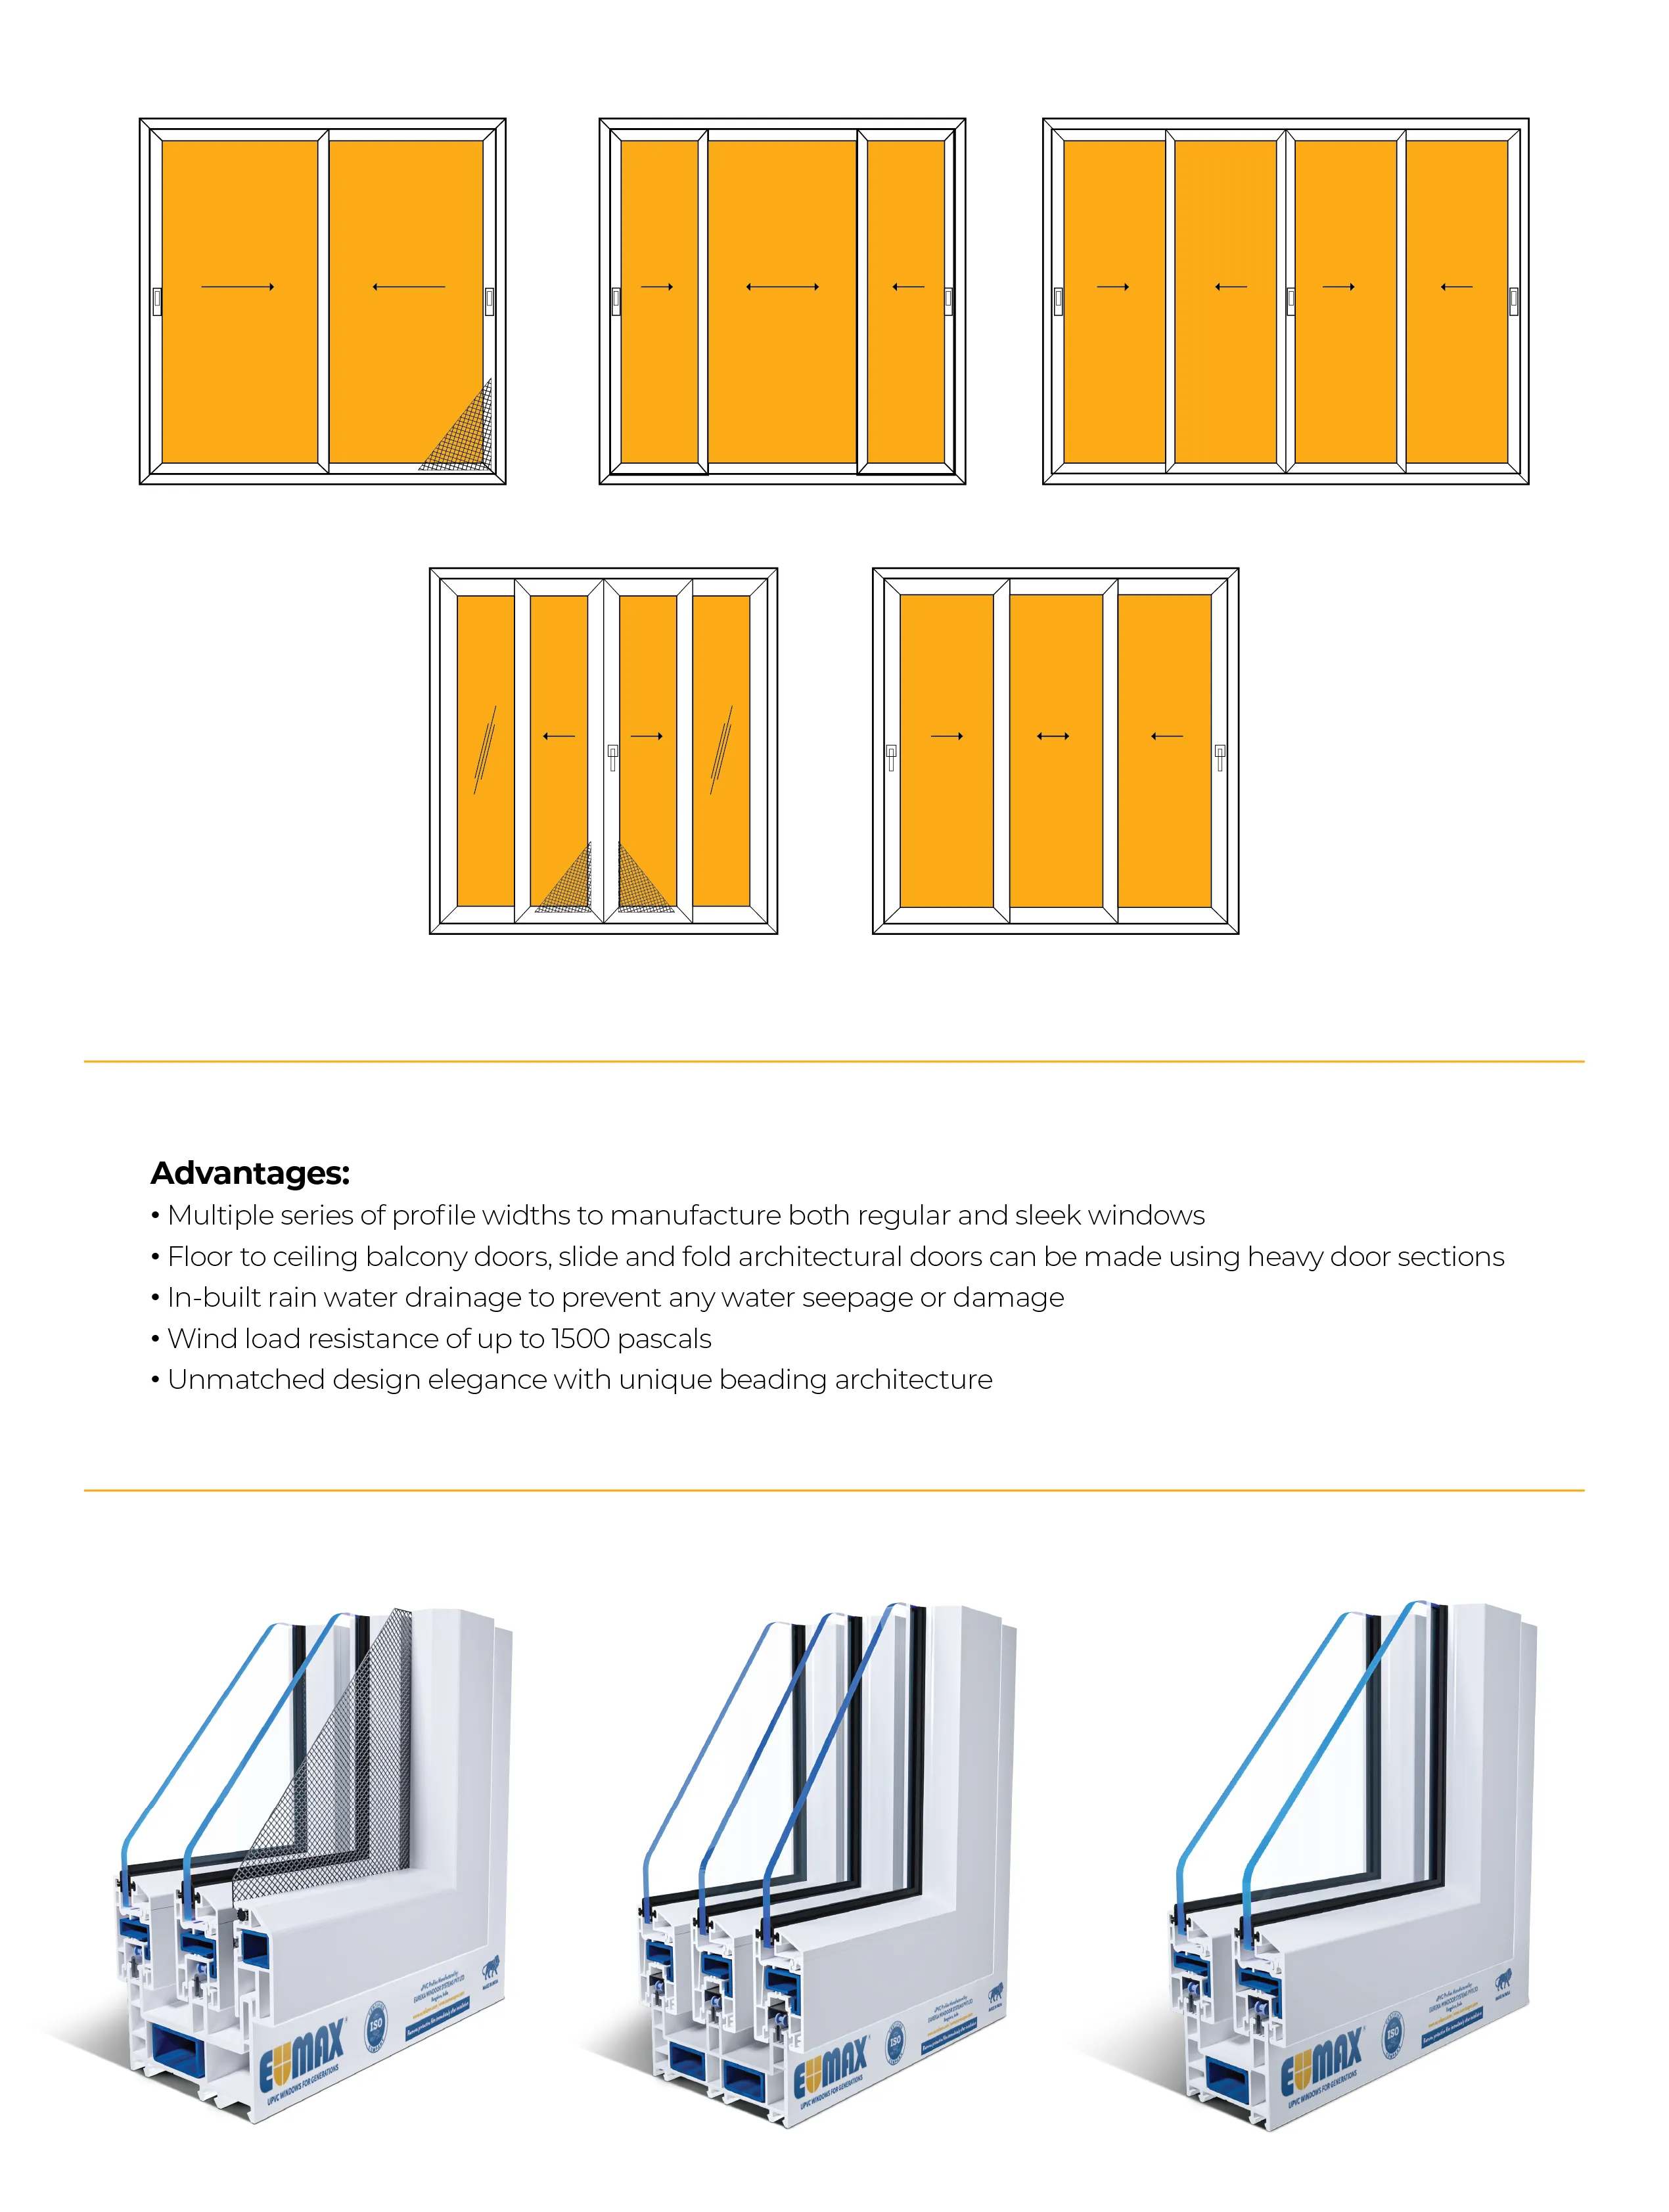 Advantages:
• Multiple series of profile widths to manufacture both regular and sleek windows
• Floor to ceiling balcony doors, slide and fold architectural doors can be made using heavy door sections
• In-built rain water drainage to prevent any water seepage or damage
• Wind load resistance of up to 1500 pascals
• Unmatched design elegance with unique beading architecture
EUMAX
UPVC WINDOWS FOR GENERATIONS
ISO
EUMAX
UPVC WINDOWS FOR GENERATIONS
ISO
EUMAX
UPVC WINDOWS FOR GENERATIONS
ISO